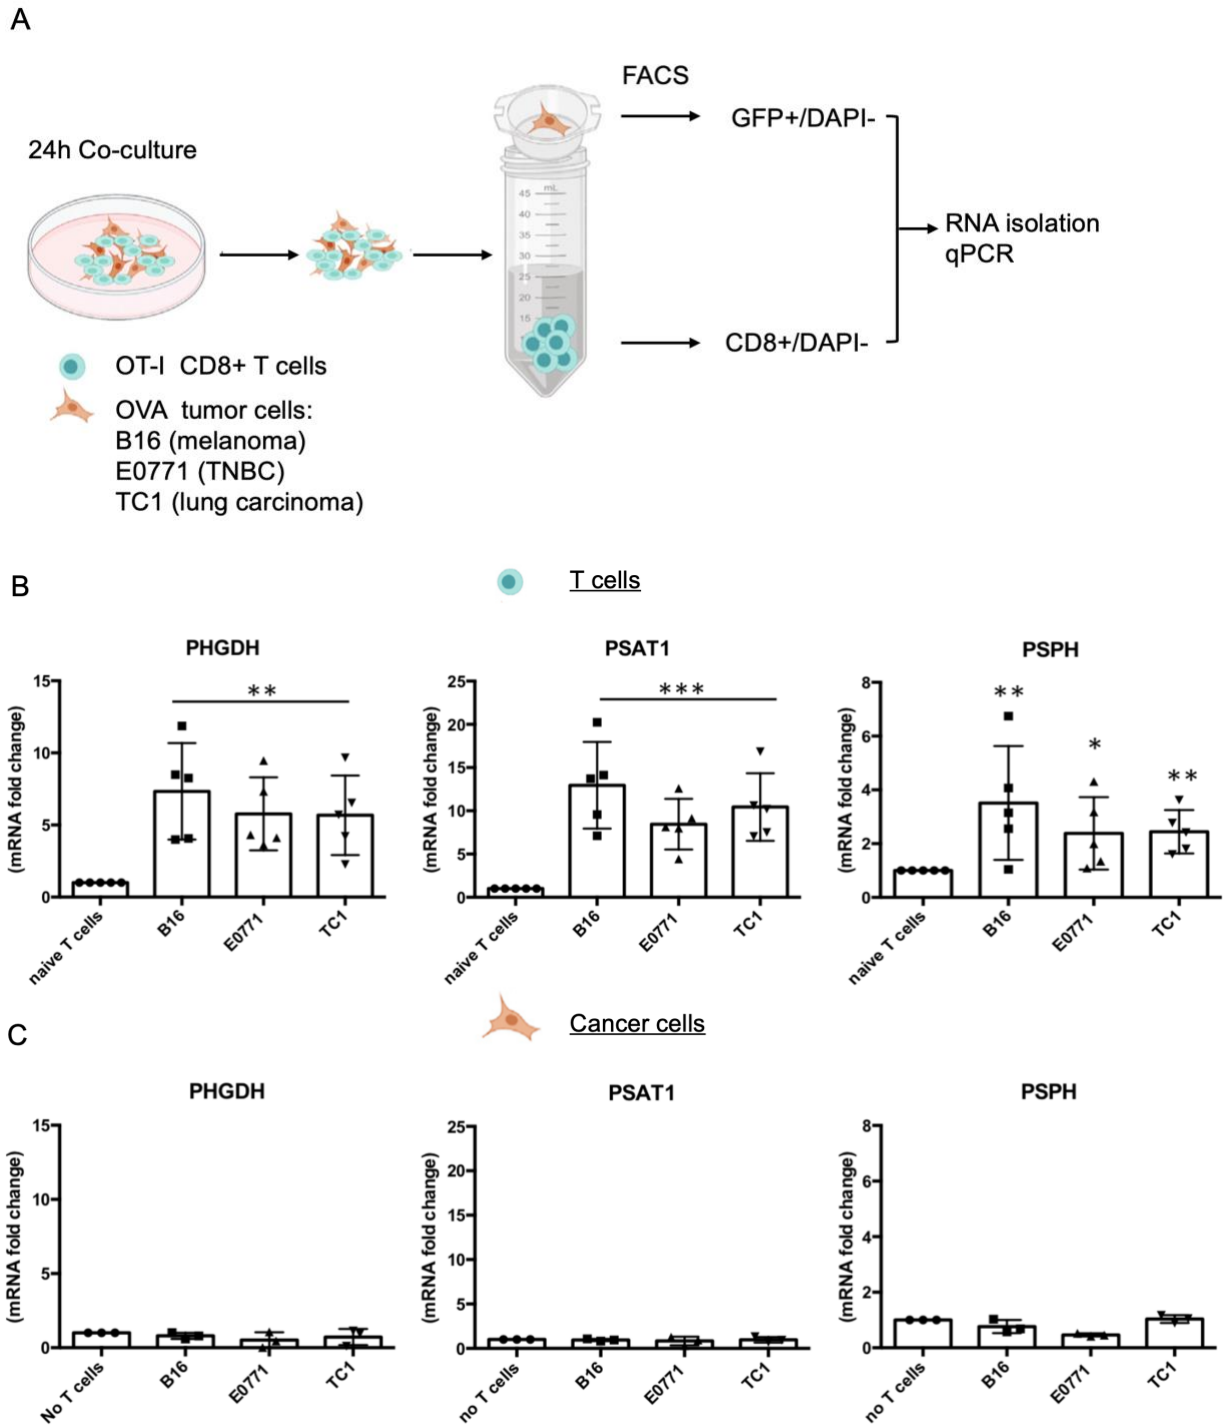 A
FACS
GFP+/DAPI-
24h Co-culture
mL
45
40
35
30
25
20
15
RNA isolation
qPCR
CD8+/DAPI-
OT-I CD8+ T cells
OVA tumor cells:
B16 (melanoma)
E0771 (TNBC)
TC1 (lung carcinoma)
B
T cells
PHGDH
(mRNA fold change)
15
10
5
0
**
naive T cells
B16
E0771
TC1
PSAT1
(mRNA fold change)
25
20
15
10
5
0
***
naive T cells
B16
E0771
TC1
PSPH
(mRNA fold change)
8
6
4
2
0
**
*
**
naive T cells
B16
E0771
TC1
C
Cancer cells
PHGDH
(mRNA fold change)
15
10
5
0
No T cells
B16
E0771
TC1
PSAT1
(mRNA fold change)
25
20
15
10
5
0
no T cells
B16
E0771
TC1
PSPH
(mRNA fold change)
8
6
4
2
0
no T cells
B16
E0771
TC1